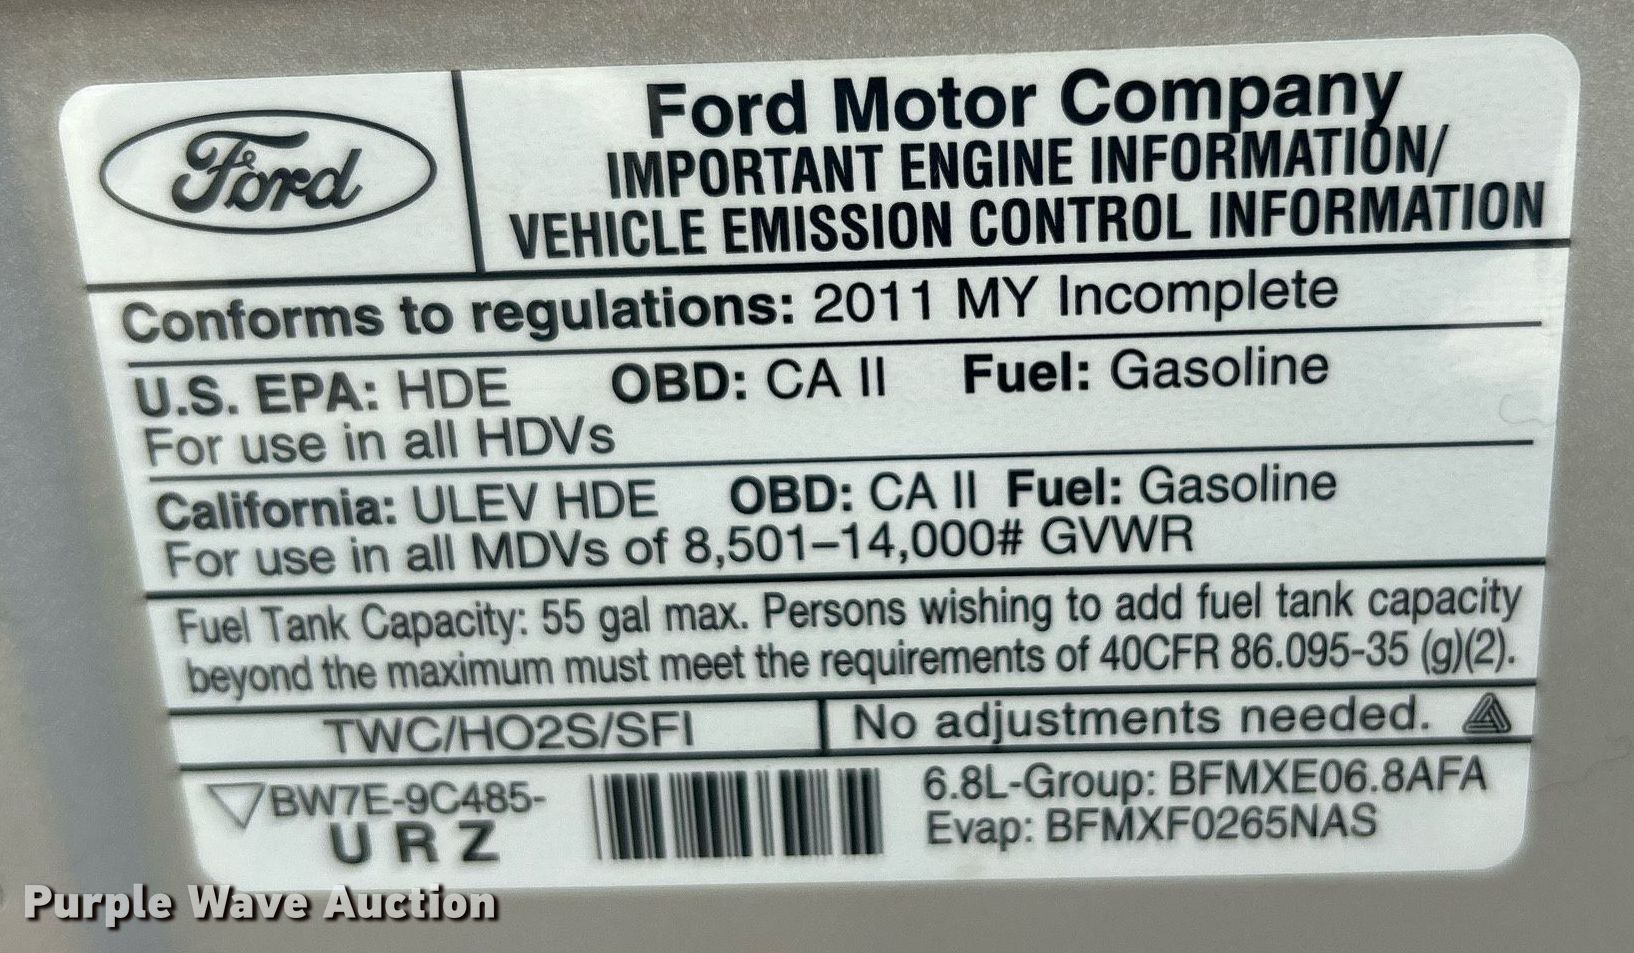 Ford
Ford Motor Company
IMPORTANT ENGINE INFORMATION/
VEHICLE EMISSION CONTROL INFORMATION
Conforms to regulations: 2011 MY Incomplete
U.S. EPA: HDE OBD: CA II Fuel: Gasoline
For use in all HDVs
California: ULEV HDE OBD: CA II Fuel: Gasoline
For use in all MDVs of 8,501–14,000# GVWR
Fuel Tank Capacity: 55 gal max. Persons wishing to add fuel tank capacity
beyond the maximum must meet the requirements of 40CFR 86.095-35 (g)(2).
TWC/HO2S/SFI
No adjustments needed.
BW7E-9C485-
URZ
6.8L-Group: BFMXE06.8AFA
Evap: BFMXF0265NAS
Purple Wave Auction